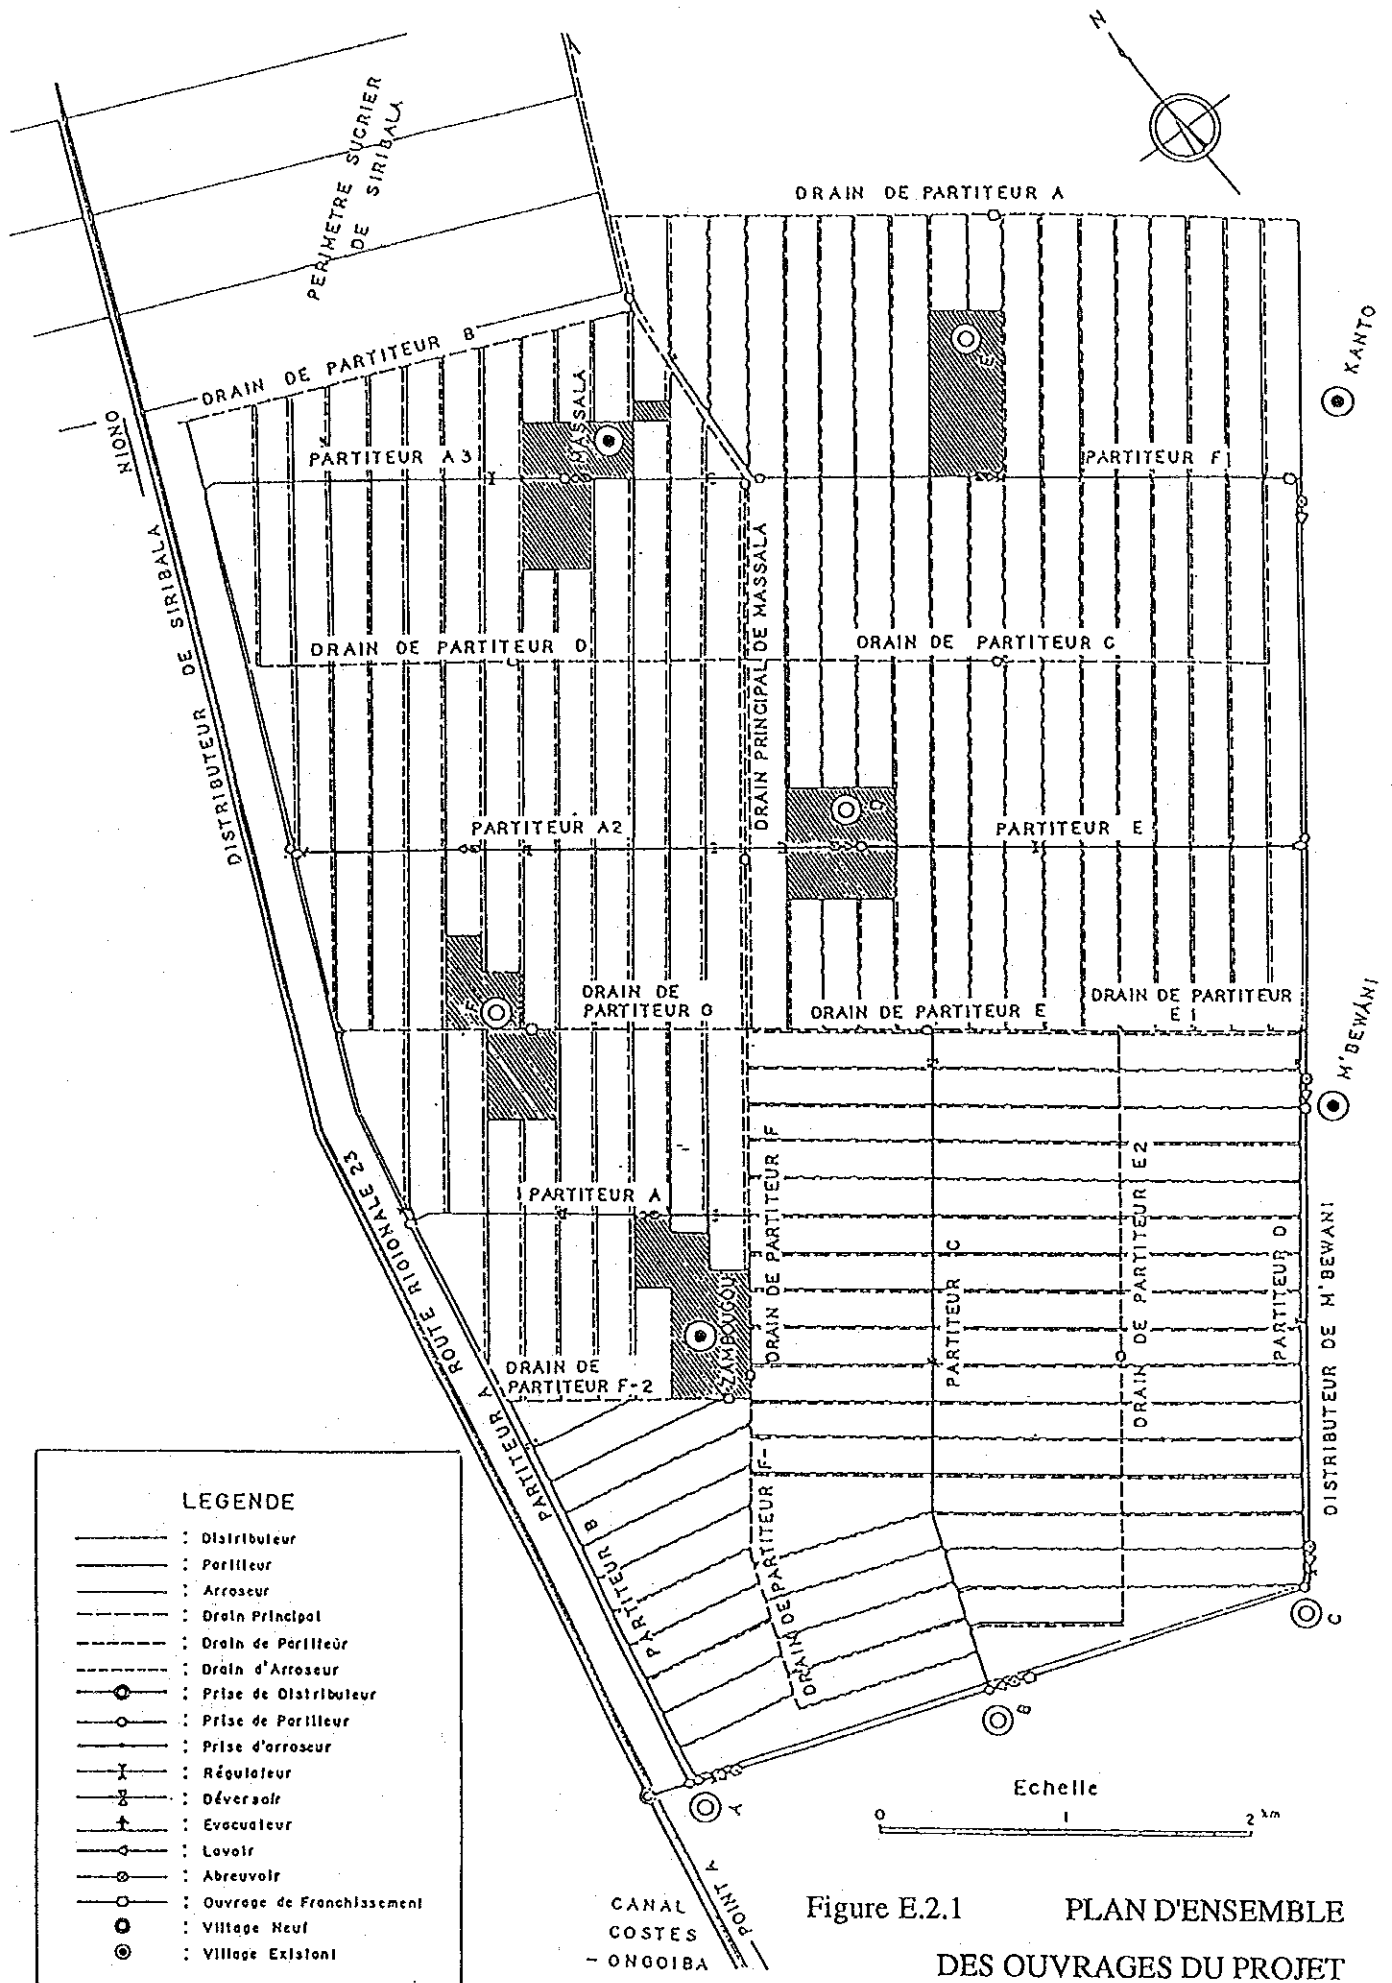 N
PERIMETRE SUCRIER
DE SIRIBALA
DRAIN DE PARTITEUR A
DRAIN DE PARTITEUR B
NIONO
MASSALA
E
KANTO
PARTITEUR A3
PARTITEUR F
DISTRIBUTEUR DE SIRIBALA
DRAIN PRINCIPAL DE MASSALA
DRAIN DE PARTITEUR D
DRAIN DE PARTITEUR C
D
PARTITEUR A2
PARTITEUR E
F
DRAIN DE
PARTITEUR G
DRAIN DE PARTITEUR E
DRAIN DE PARTITEUR
E1
M'BEWANI
ROUTE RIGIONALE 23
PARTITEUR A
DRAIN DE PARTITEUR F
PARTITEUR C
DRAIN DE PARTITEUR E2
PARTITEUR D
DISTRIBUTEUR DE M'BEWANI
ZAMBOUGOU
DRAIN DE
PARTITEUR F-2
PARTITEUR A
PARTITEUR B
PARTITEUR B
DRAIN DE PARTITEUR F-
C
B
A
LEGENDE
: Distributeur
: Partiteur
: Arroseur
: Drain Principal
: Drain de Partiteur
: Drain d'Arroseur
: Prise de Distributeur
: Prise de Partiteur
: Prise d'arroseur
: Régulateur
: Déversoir
: Evacuateur
: Lavoir
: Abreuvoir
: Ouvrage de Franchissement
: Village Neuf
: Village Existant
Echelle
0 1 2 km
POINT A
CANAL
COSTES
- ONGOIBA
Figure E.2.1 PLAN D'ENSEMBLE
DES OUVRAGES DU PROJET